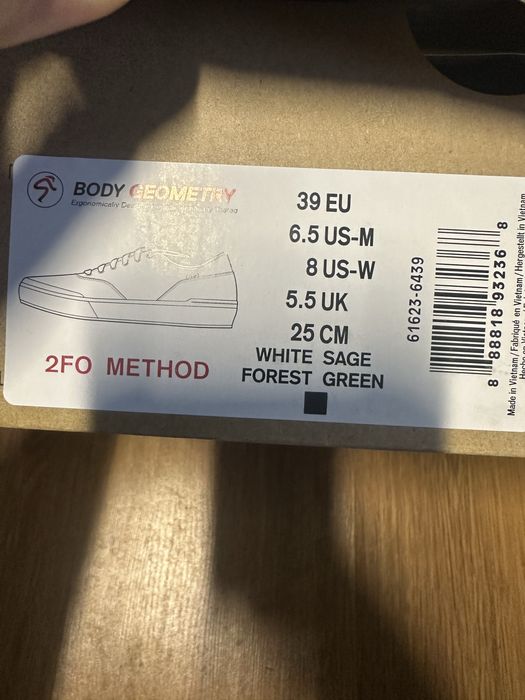 BODY GEOMETRY
39 EU
6.5 US-M
8 US-W
5.5 UK
25 CM
WHITE SAGE
FOREST GREEN
2FO METHOD
61623-6439
8 88818 93236 8
Made in Vietnam / Fabriqué en Vietnam / Hergestellt in Vietnam